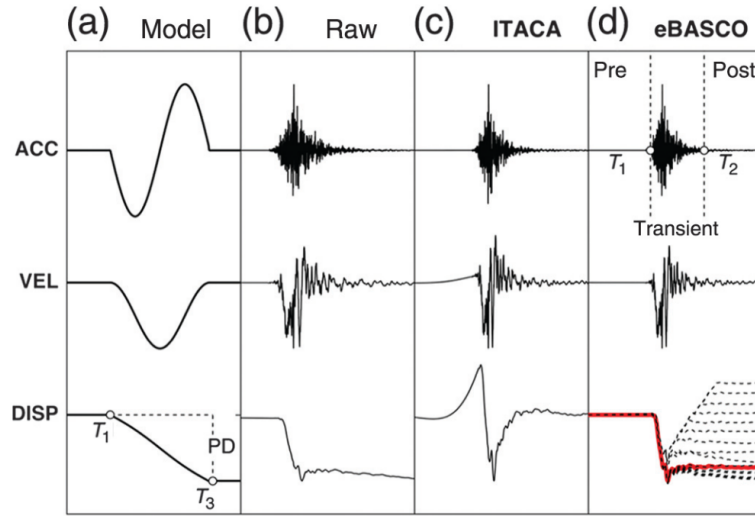 (a) Model (b) Raw (c) ITACA (d) eBASCO
Pre Post
ACC
T1 T2
Transient
VEL
DISP
T1 PD
T3